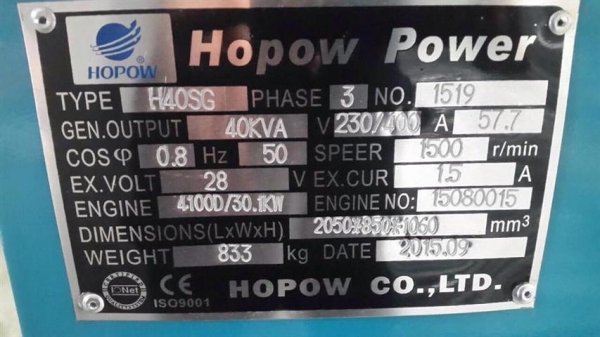 HOPOW ® Hopow Power
TYPE H40SG PHASE 3 NO. 1519
GEN.OUTPUT 40KVA V 230/400 A 57.7
COSφ 0.8 Hz 50 SPEER 1500 r/min
EX.VOLT 28 V EX.CUR 1.5 A
ENGINE 4100D/30.1KW ENGINE NO: 15080015
DIMENSIONS(LxWxH) 2050*850*1060 mm³
WEIGHT 833 kg DATE 2015.09
CERTIFIED IQNet CE ISO9001 HOPOW CO.,LTD.